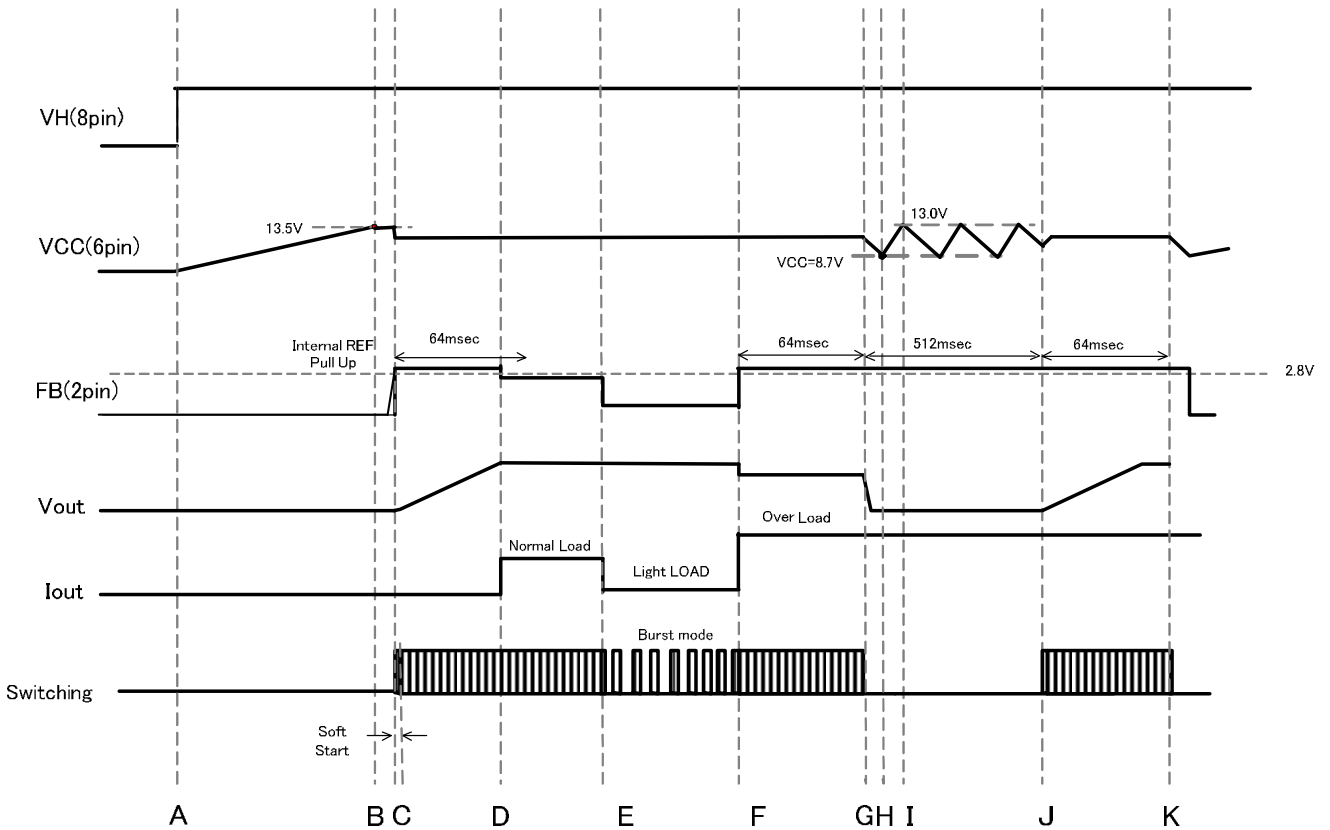 VH(8pin)
13.5V
13.0V
VCC(6pin)
VCC=8.7V
Internal REF
Pull Up
64msec
64msec
512msec
64msec
2.8V
FB(2pin)
Vout
Over Load
Normal Load
Light LOAD
Iout
Burst mode
Switching
Soft
Start
A B C D E F G H I J K